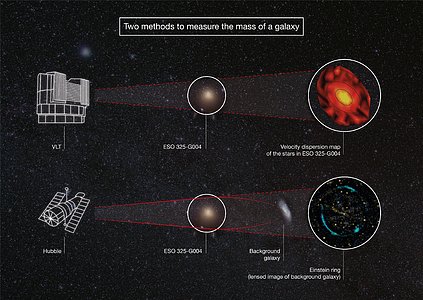 Two methods to measure the mass of a galaxy
VLT
ESO 325-G004
Velocity dispersion map
of the stars in ESO 325-G004
Hubble
ESO 325-G004
Background
galaxy
Einstein ring
(lensed image of background galaxy)